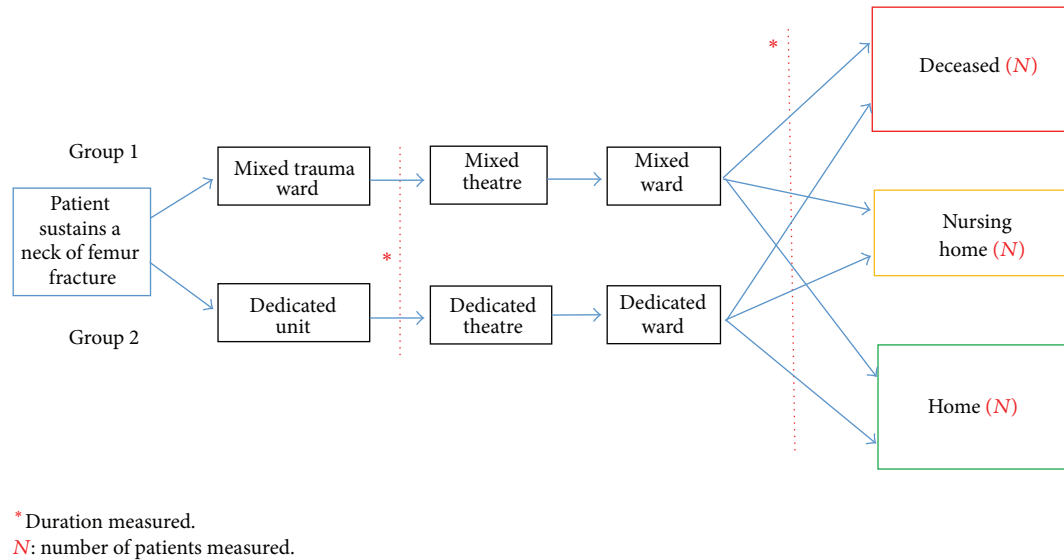 Group 1
Patient
sustains a
neck of femur
fracture
Group 2
Mixed trauma
ward
Dedicated
unit
*
Mixed
theatre
Dedicated
theatre
Mixed
ward
Dedicated
ward
*
Deceased (N)
Nursing
home (N)
Home (N)
*Duration measured.
N: number of patients measured.